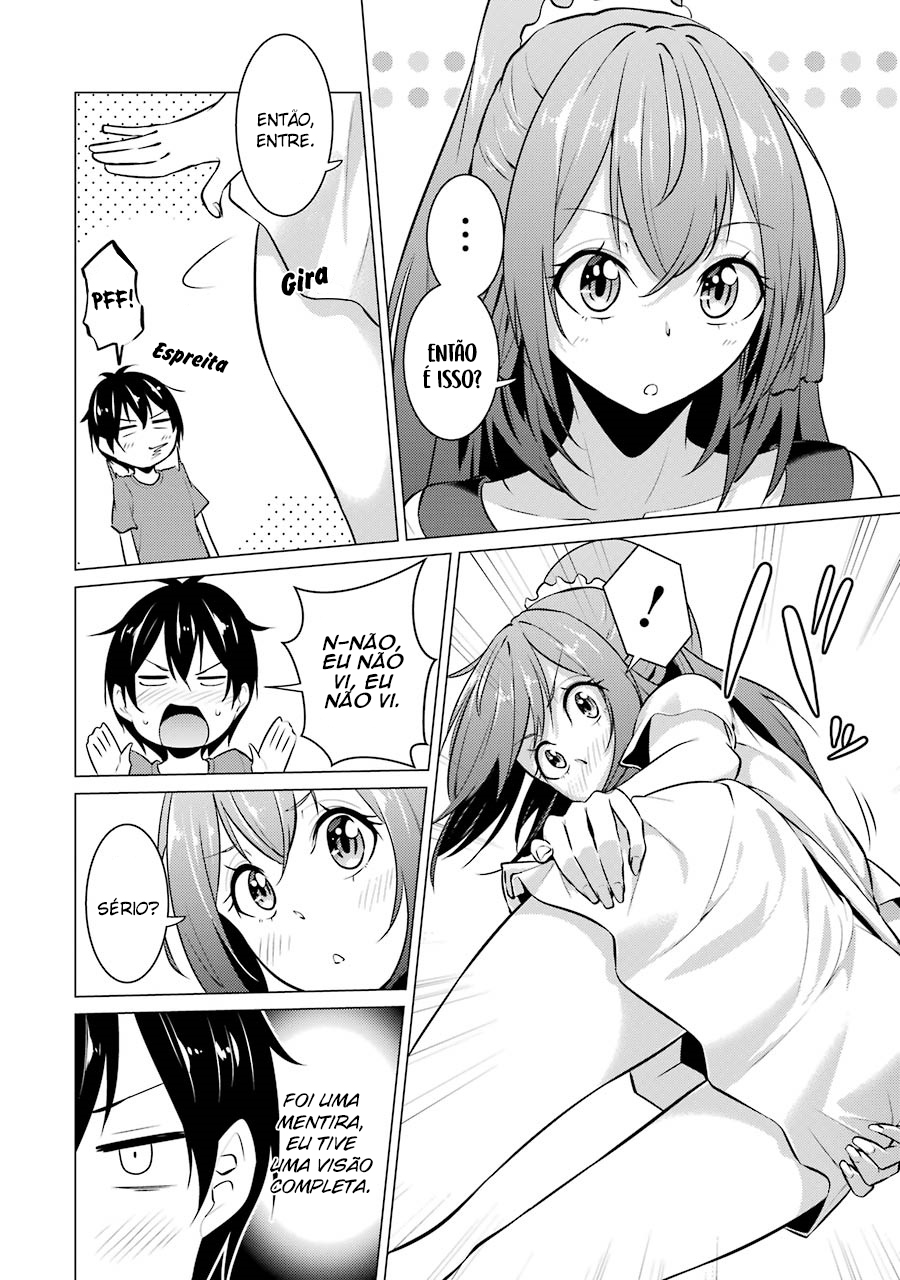 ...
ENTÃO
É ISSO?
ENTÃO,
ENTRE.
Gira
Espreita
PFF!
!
N-NÃO,
EU NÃO
VI, EU
NÃO VI.
SÉRIO?
FOI UMA
MENTIRA,
EU TIVE
UMA VISÃO
COMPLETA.